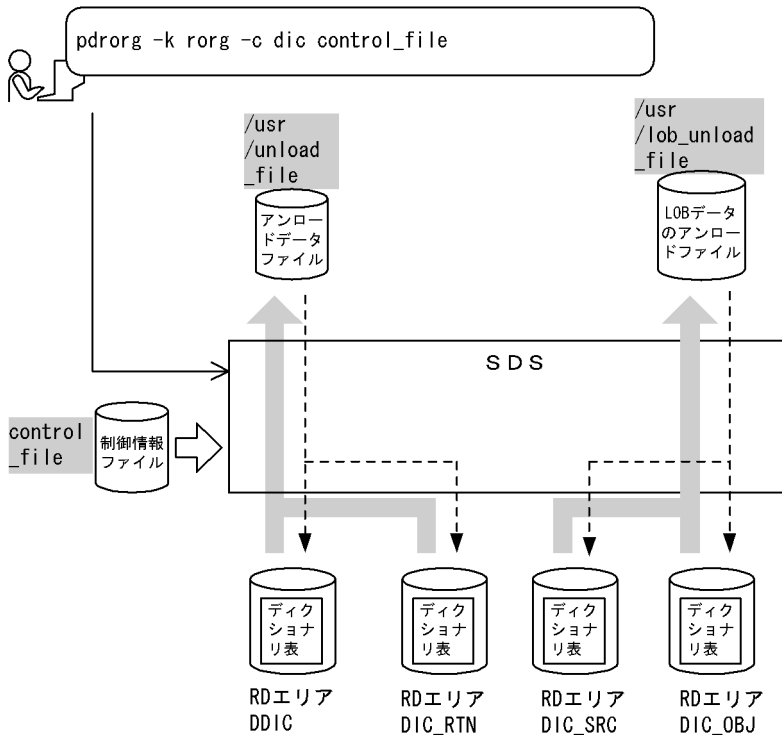 pdrorg -k rorg -c dic control_file
/usr
/unload
_file
/usr
/lob_unload
_file
アンロー
ドデータ
ファイル
LOBデータ
のアンロー
ドファイル
SDS
control
_file
制御情報
ファイル
ディク
ショナ
リ表
ディク
ショナ
リ表
ディク
ショナ
リ表
ディク
ショナ
リ表
RDエリア
DDIC
RDエリア
DIC_RTN
RDエリア
DIC_SRC
RDエリア
DIC_OBJ